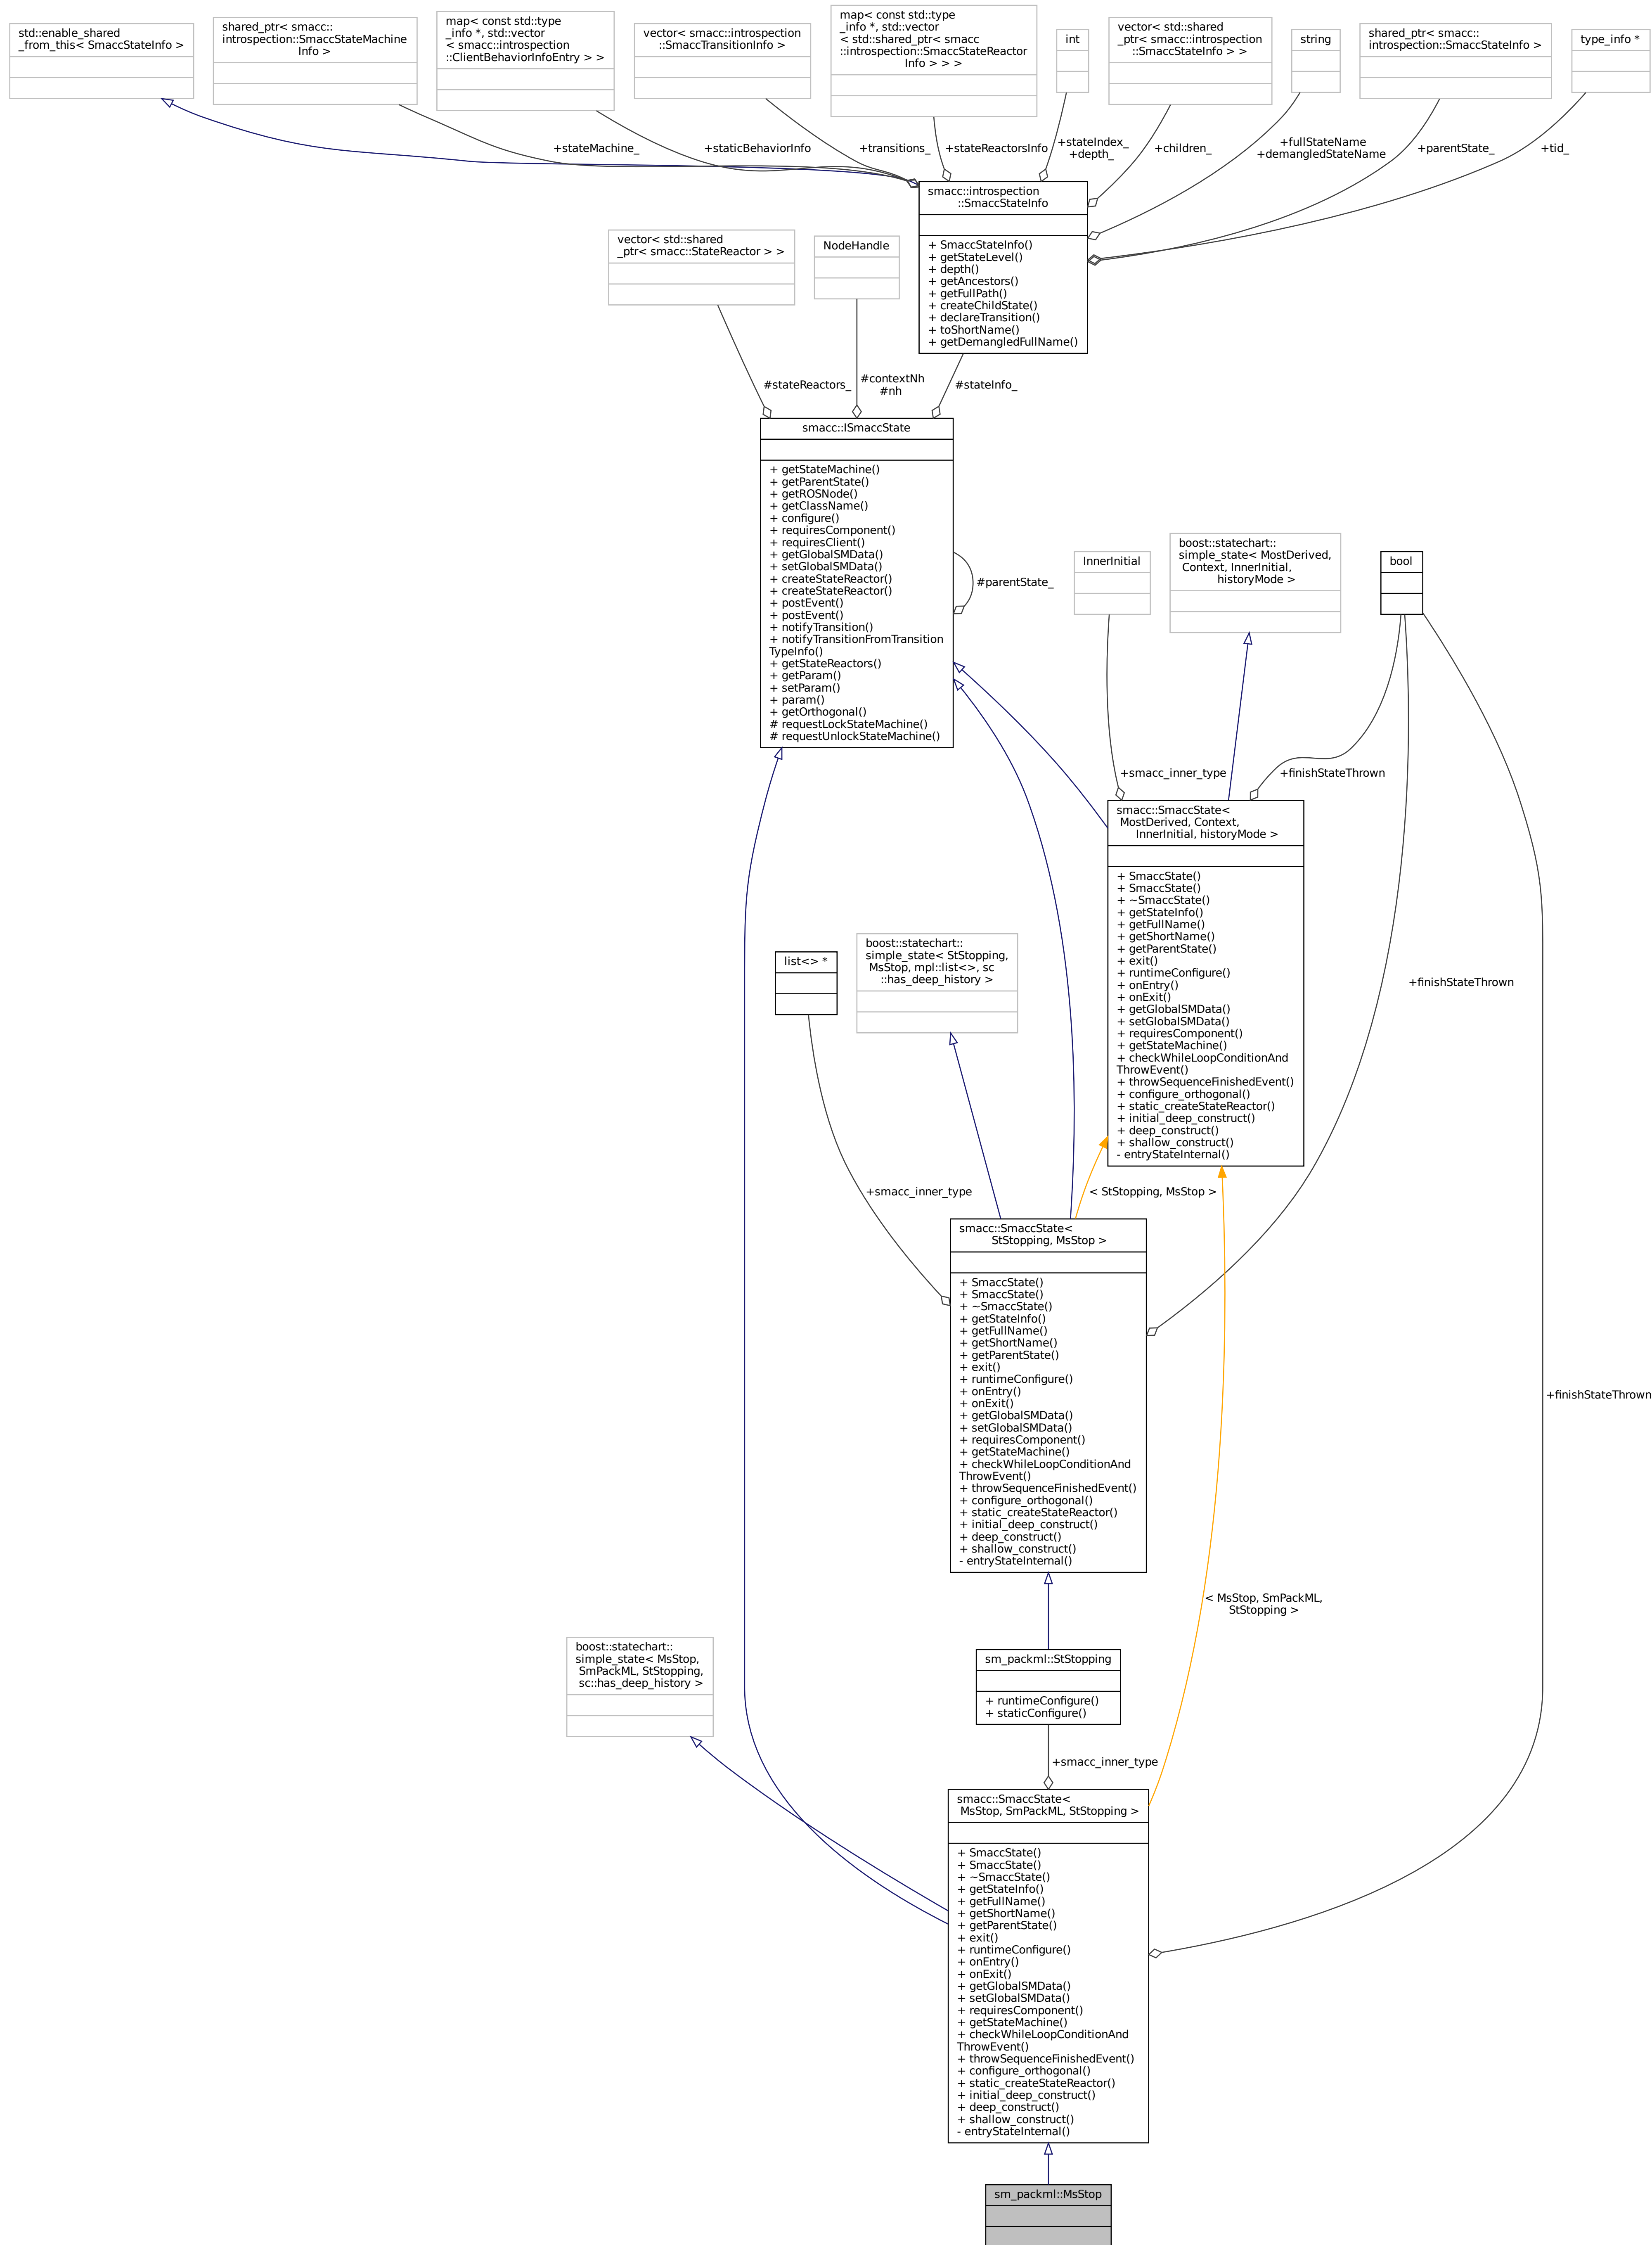 std::enable_shared
_from_this< SmaccStateInfo >
shared_ptr< smacc::
introspection::SmaccStateMachine
Info >
map< const std::type
_info *, std::vector
< smacc::introspection
::ClientBehaviorInfoEntry > >
vector< smacc::introspection
::SmaccTransitionInfo >
map< const std::type
_info *, std::vector
< std::shared_ptr< smacc
::introspection::SmaccStateReactor
Info > > >
int
vector< std::shared
_ptr< smacc::introspection
::SmaccStateInfo > >
string
shared_ptr< smacc::
introspection::SmaccStateInfo >
type_info *
+stateMachine_
+staticBehaviorInfo
+transitions_
+stateReactorsInfo
+stateIndex_
+depth_
+children_
+fullStateName
+demangledStateName
+parentState_
+tid_
smacc::introspection
::SmaccStateInfo
+ SmaccStateInfo()
+ getStateLevel()
+ depth()
+ getAncestors()
+ getFullPath()
+ createChildState()
+ declareTransition()
+ toShortName()
+ getDemangledFullName()
vector< std::shared
_ptr< smacc::StateReactor > >
NodeHandle
#stateReactors_
#contextNh
#nh
#stateInfo_
smacc::ISmaccState
+ getStateMachine()
+ getParentState()
+ getROSNode()
+ getClassName()
+ configure()
+ requiresComponent()
+ requiresClient()
+ getGlobalSMData()
+ setGlobalSMData()
+ createStateReactor()
+ createStateReactor()
+ postEvent()
+ postEvent()
+ notifyTransition()
+ notifyTransitionFromTransition
TypeInfo()
+ getStateReactors()
+ getParam()
+ setParam()
+ param()
+ getOrthogonal()
# requestLockStateMachine()
# requestUnlockStateMachine()
#parentState_
InnerInitial
boost::statechart::
simple_state< MostDerived,
Context, InnerInitial,
historyMode >
bool
+smacc_inner_type
+finishStateThrown
smacc::SmaccState<
MostDerived, Context,
InnerInitial, historyMode >
+ SmaccState()
+ SmaccState()
+ ~SmaccState()
+ getStateInfo()
+ getFullName()
+ getShortName()
+ getParentState()
+ exit()
+ runtimeConfigure()
+ onEntry()
+ onExit()
+ getGlobalSMData()
+ setGlobalSMData()
+ requiresComponent()
+ getStateMachine()
+ checkWhileLoopConditionAnd
ThrowEvent()
+ throwSequenceFinishedEvent()
+ configure_orthogonal()
+ static_createStateReactor()
+ initial_deep_construct()
+ deep_construct()
+ shallow_construct()
- entryStateInternal()
list<> *
boost::statechart::
simple_state< StStopping,
MsStop, mpl::list<>, sc
::has_deep_history >
+finishStateThrown
+smacc_inner_type
< StStopping, MsStop >
smacc::SmaccState<
StStopping, MsStop >
+ SmaccState()
+ SmaccState()
+ ~SmaccState()
+ getStateInfo()
+ getFullName()
+ getShortName()
+ getParentState()
+ exit()
+ runtimeConfigure()
+ onEntry()
+ onExit()
+ getGlobalSMData()
+ setGlobalSMData()
+ requiresComponent()
+ getStateMachine()
+ checkWhileLoopConditionAnd
ThrowEvent()
+ throwSequenceFinishedEvent()
+ configure_orthogonal()
+ static_createStateReactor()
+ initial_deep_construct()
+ deep_construct()
+ shallow_construct()
- entryStateInternal()
+finishStateThrown
< MsStop, SmPackML,
StStopping >
boost::statechart::
simple_state< MsStop,
SmPackML, StStopping,
sc::has_deep_history >
sm_packml::StStopping
+ runtimeConfigure()
+ staticConfigure()
+smacc_inner_type
smacc::SmaccState<
MsStop, SmPackML, StStopping >
+ SmaccState()
+ SmaccState()
+ ~SmaccState()
+ getStateInfo()
+ getFullName()
+ getShortName()
+ getParentState()
+ exit()
+ runtimeConfigure()
+ onEntry()
+ onExit()
+ getGlobalSMData()
+ setGlobalSMData()
+ requiresComponent()
+ getStateMachine()
+ checkWhileLoopConditionAnd
ThrowEvent()
+ throwSequenceFinishedEvent()
+ configure_orthogonal()
+ static_createStateReactor()
+ initial_deep_construct()
+ deep_construct()
+ shallow_construct()
- entryStateInternal()
sm_packml::MsStop